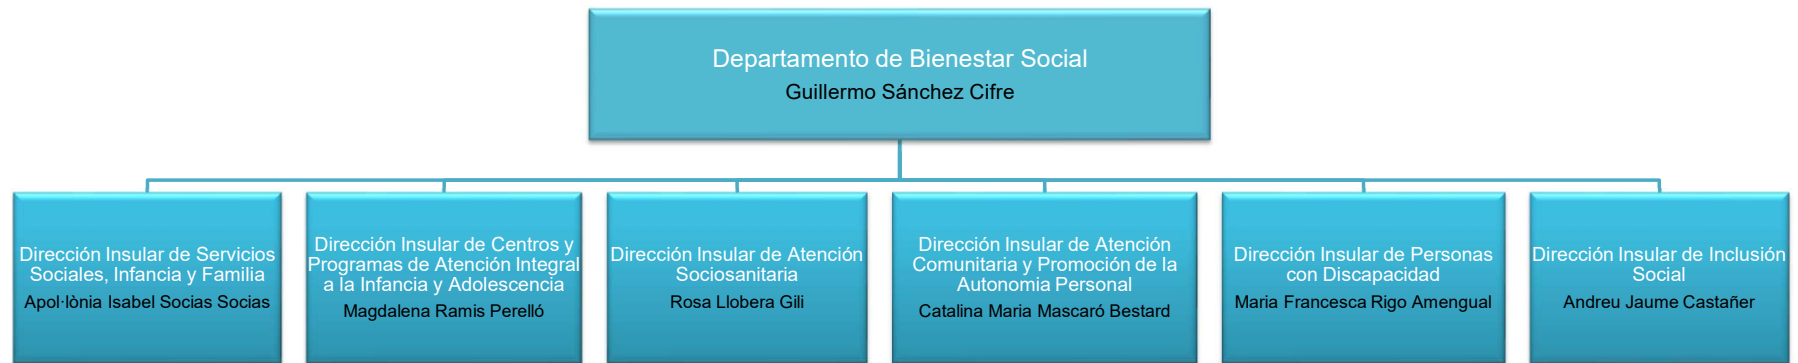 Departamento de Bienestar Social
Guillermo Sánchez Cifre
Dirección Insular de Servicios
Sociales, Infancia y Familia
Apol·lònia Isabel Socias Socias
Dirección Insular de Centros y
Programas de Atención Integral
a la Infancia y Adolescencia
Magdalena Ramis Perelló
Dirección Insular de Atención
Sociosanitaria
Rosa Llobera Gili
Dirección Insular de Atención
Comunitaria y Promoción de la
Autonomia Personal
Catalina Maria Mascaró Bestard
Dirección Insular de Personas
con Discapacidad
Maria Francesca Rigo Amengual
Dirección Insular de Inclusión
Social
Andreu Jaume Castañer